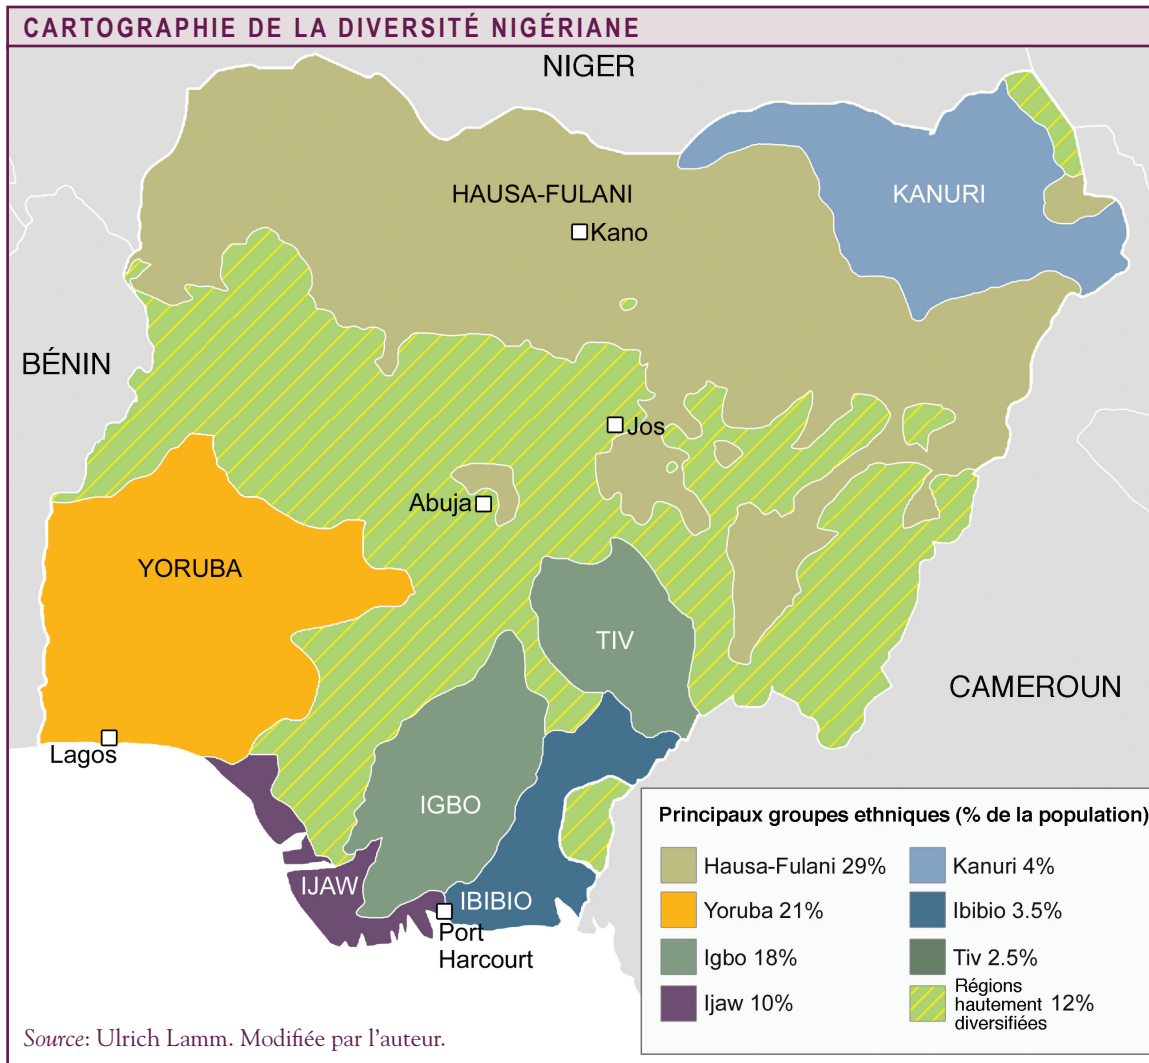 CARTOGRAPHIE DE LA DIVERSITÉ NIGÉRIANE
NIGER
HAUSA-FULANI
KANURI
Kano
BÉNIN
Jos
Abuja
YORUBA
TIV
CAMEROUN
Lagos
IGBO
IJAW
IBIBIO
Port
Harcourt
Principaux groupes ethniques (% de la population)
Hausa-Fulani 29%
Kanuri 4%
Yoruba 21%
Ibibio 3.5%
Igbo 18%
Tiv 2.5%
Ijaw 10%
Régions
hautement 12%
diversifiées
Source: Ulrich Lamm. Modifiée par l'auteur.